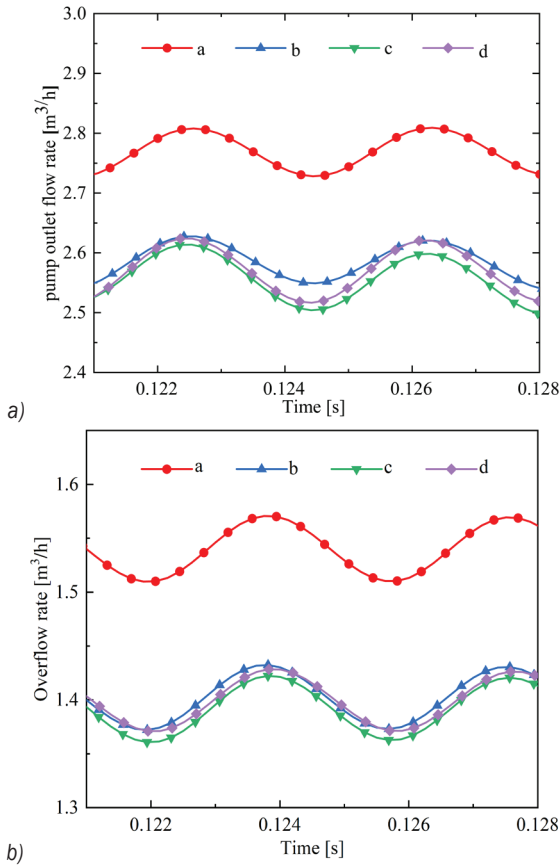 3.0
a b c d
2.9
2.8
2.7
2.6
2.5
2.4
pump outlet flow rate [m³/h]
0.122 0.124 0.126 0.128
Time [s]
a)
a b c d
1.6
1.5
1.4
1.3
Overflow rate [m³/h]
0.122 0.124 0.126 0.128
Time [s]
b)